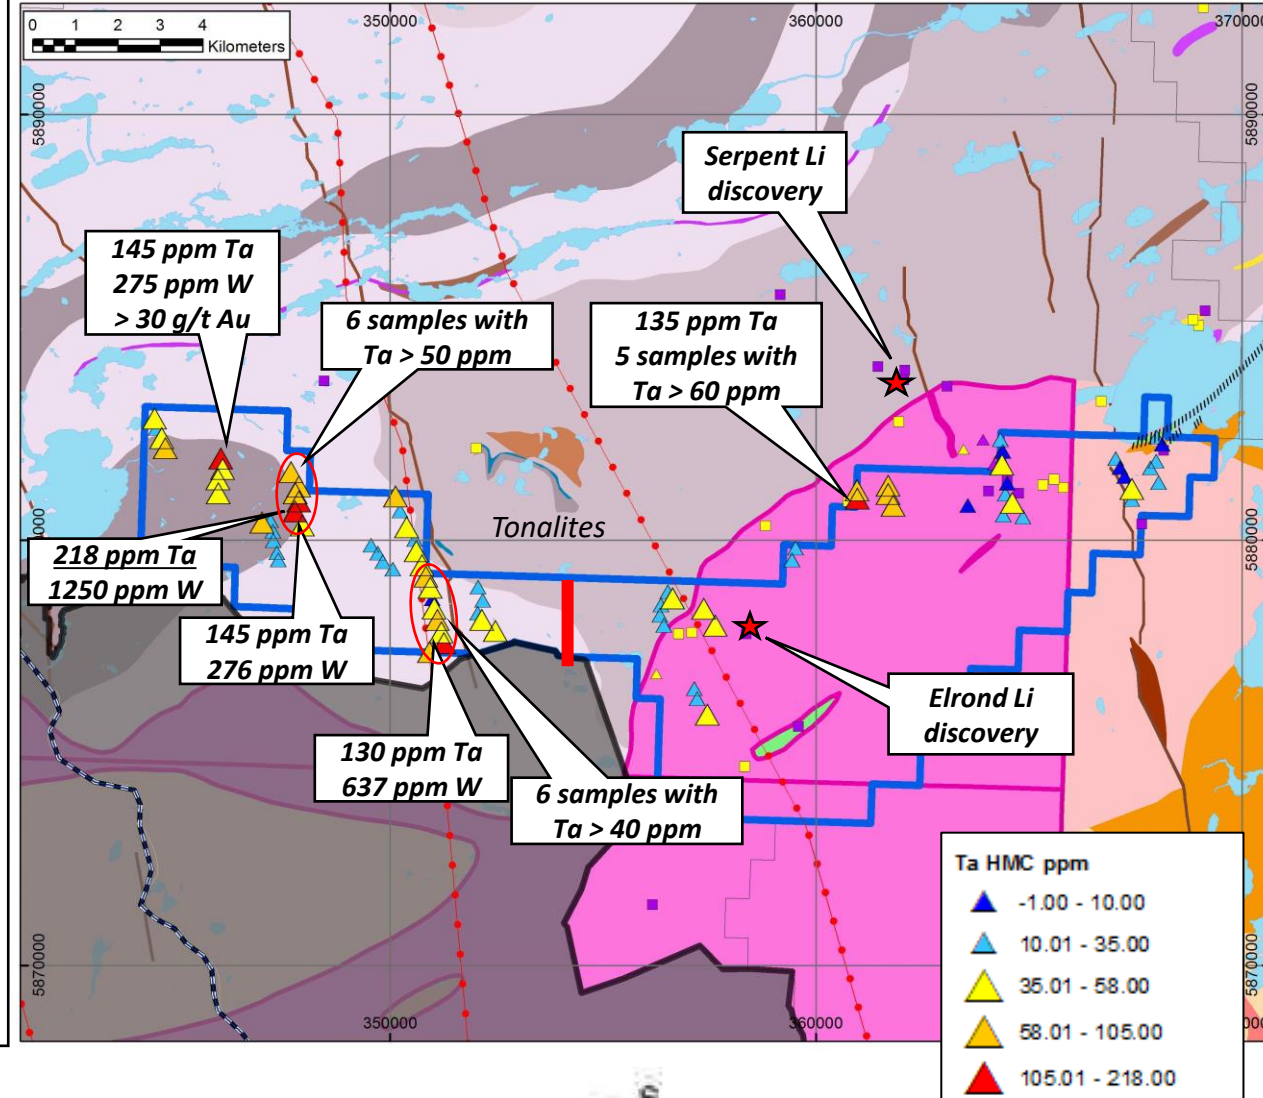 0 1 2 3 4
Kilometers
350000
360000
370000
5890000
5890000
Serpent Li
discovery
145 ppm Ta
275 ppm W
> 30 g/t Au
6 samples with
Ta > 50 ppm
135 ppm Ta
5 samples with
Ta > 60 ppm
Tonalites
5880000
5880000
218 ppm Ta
1250 ppm W
145 ppm Ta
276 ppm W
Elrond Li
discovery
130 ppm Ta
637 ppm W
6 samples with
Ta > 40 ppm
5870000
5870000
350000
360000
Ta HMC ppm
-1.00 - 10.00
10.01 - 35.00
35.01 - 58.00
58.01 - 105.00
105.01 - 218.00